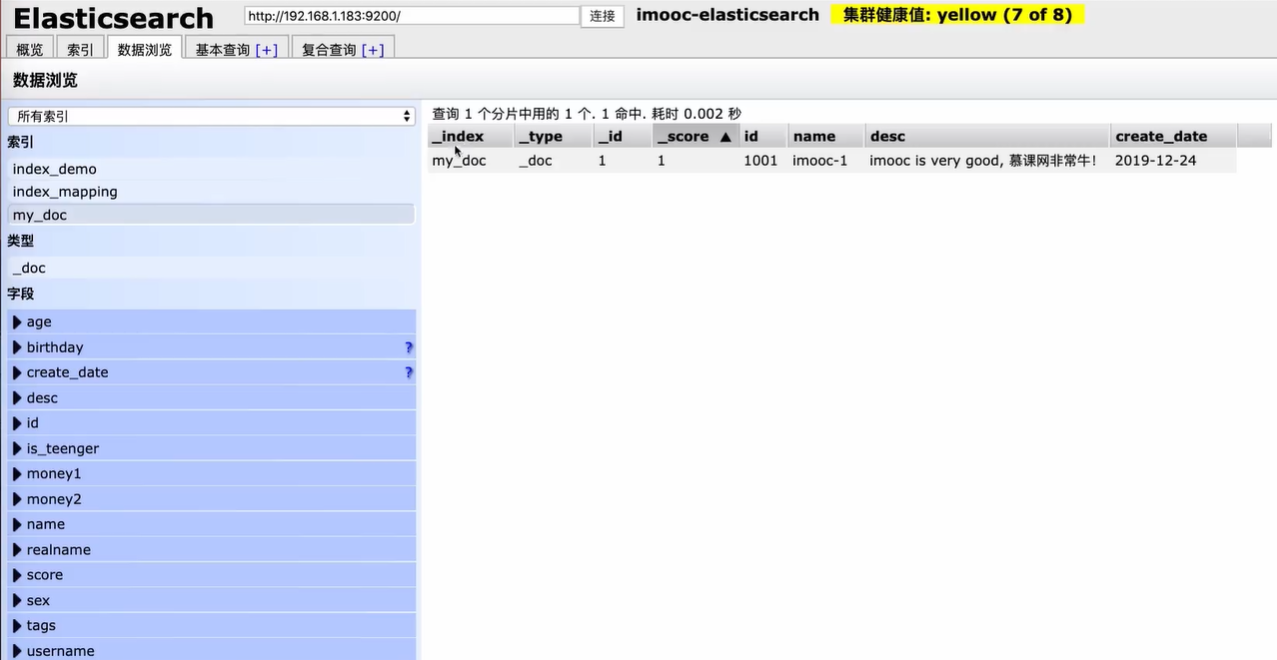 Elasticsearch http://192.168.1.183:9200/ 连接 imooc-elasticsearch 集群健康值: yellow (7 of 8)
概览 索引 数据浏览 基本查询 [+] 复合查询 [+]
数据浏览
所有索引
索引
index_demo
index_mapping
my_doc
类型
_doc
字段
age
birthday ?
create_date ?
desc
id
is_teenger
money1
money2
name
realname
score
sex
tags
username
查询 1 个分片中用的 1 个. 1 命中. 耗时 0.002 秒
_index _type _id _score ▲ id name desc create_date
my_doc _doc 1 1 1001 imooc-1 imooc is very good, 慕课网非常牛! 2019-12-24